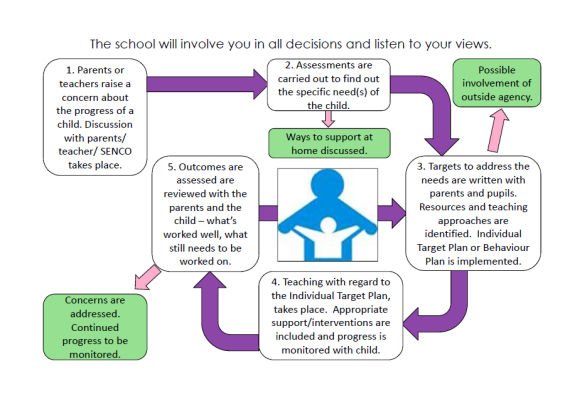 The school will involve you in all decisions and listen to your views.
1. Parents or
teachers raise a
concern about
the progress of a
child. Discussion
with parents/
teacher/ SENCO
takes place.
2. Assessments are
carried out to find out
the specific need(s) of
the child.
Possible
involvement of
outside agency.
Ways to support at
home discussed.
3. Targets to address the
needs are written with
parents and pupils.
Resources and teaching
approaches are
identified.  Individual
Target Plan or Behaviour
Plan is implemented.
5. Outcomes are
assessed are
reviewed with the
parents and the
child – what's
worked well, what
still needs to be
worked on.
4. Teaching with regard to
the Individual Target Plan,
takes place.  Appropriate
support/interventions are
included and progress is
monitored with child.
Concerns are
addressed.
Continued
progress to be
monitored.